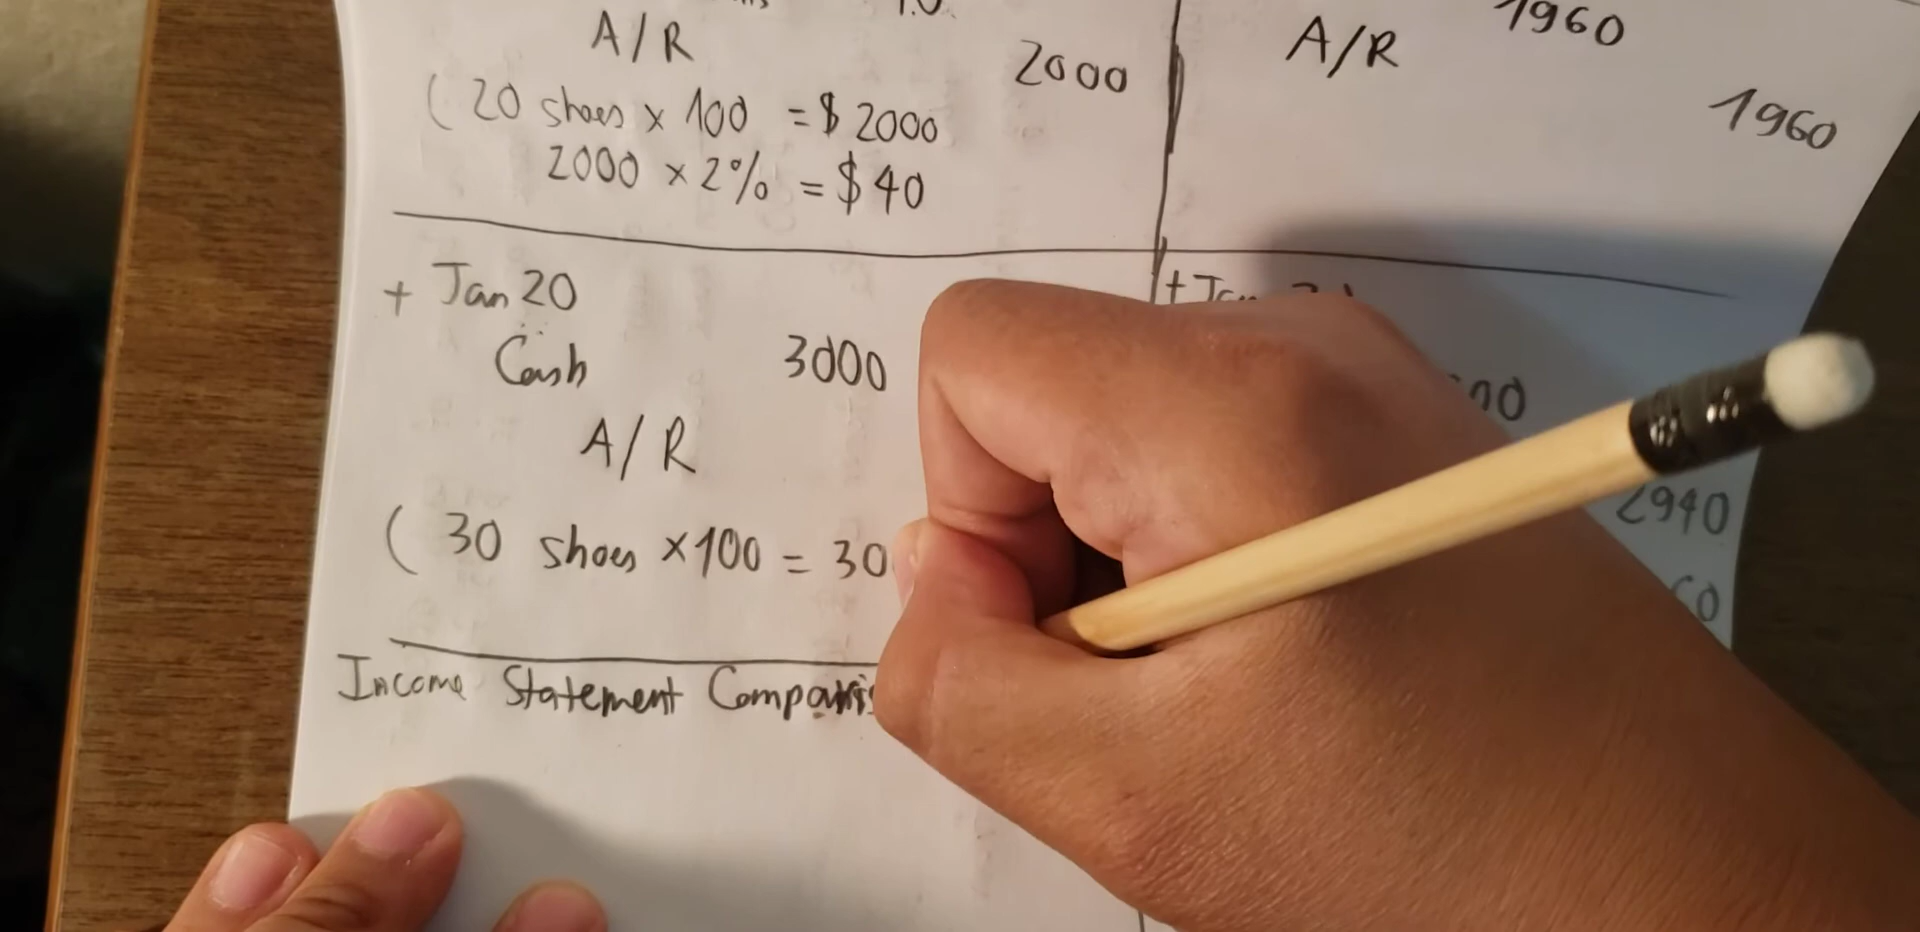 A/R
2000
( 20 shoes × 100 = $ 2000
2000 × 2% = $40
1960
A/R
1960
+ Jan 20
Cash 3000
A/R
( 30 shoes ×100 = 30
Income Statement Comparis
2940